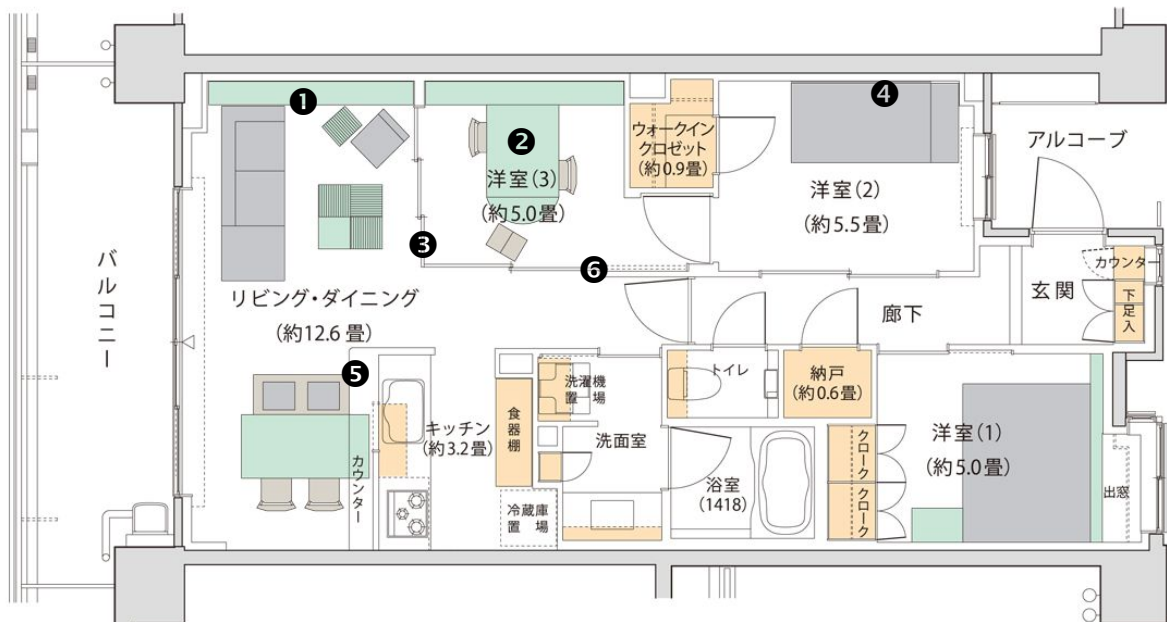 ❶
❷
❸
❹
❺
❻
バルコニー
リビング・ダイニング
（約12.6 畳）
洋室（3）
（約5.0畳）
ウォークイン
クロゼット
（約0.9畳）
洋室（2）
（約5.5畳）
アルコーブ
カウンター
下足入
玄関
廊下
カウンター
キッチン
（約3.2畳）
食器棚
冷蔵庫
置場
洗濯機
置場
洗面室
トイレ
納戸
（約0.6畳）
浴室
（1418）
クローク
クローク
洋室（1）
（約5.0畳）
出窓